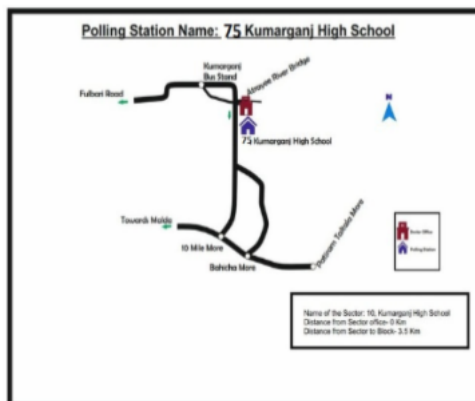 Polling Station Name: 75 Kumarganj High School
Kumarganj
Bus Stand
Atrayee River Bridge
Fulbari Road
N
75 Kumarganj High School
Towards Malda
10 Mile More
Bahicha More
Patiram Tahala More
Sector Office
Polling Station
Name of the Sector: 10, Kumarganj High School
Distance from Sector office- 0 Km
Distance from Sector to Block- 3.5 Km